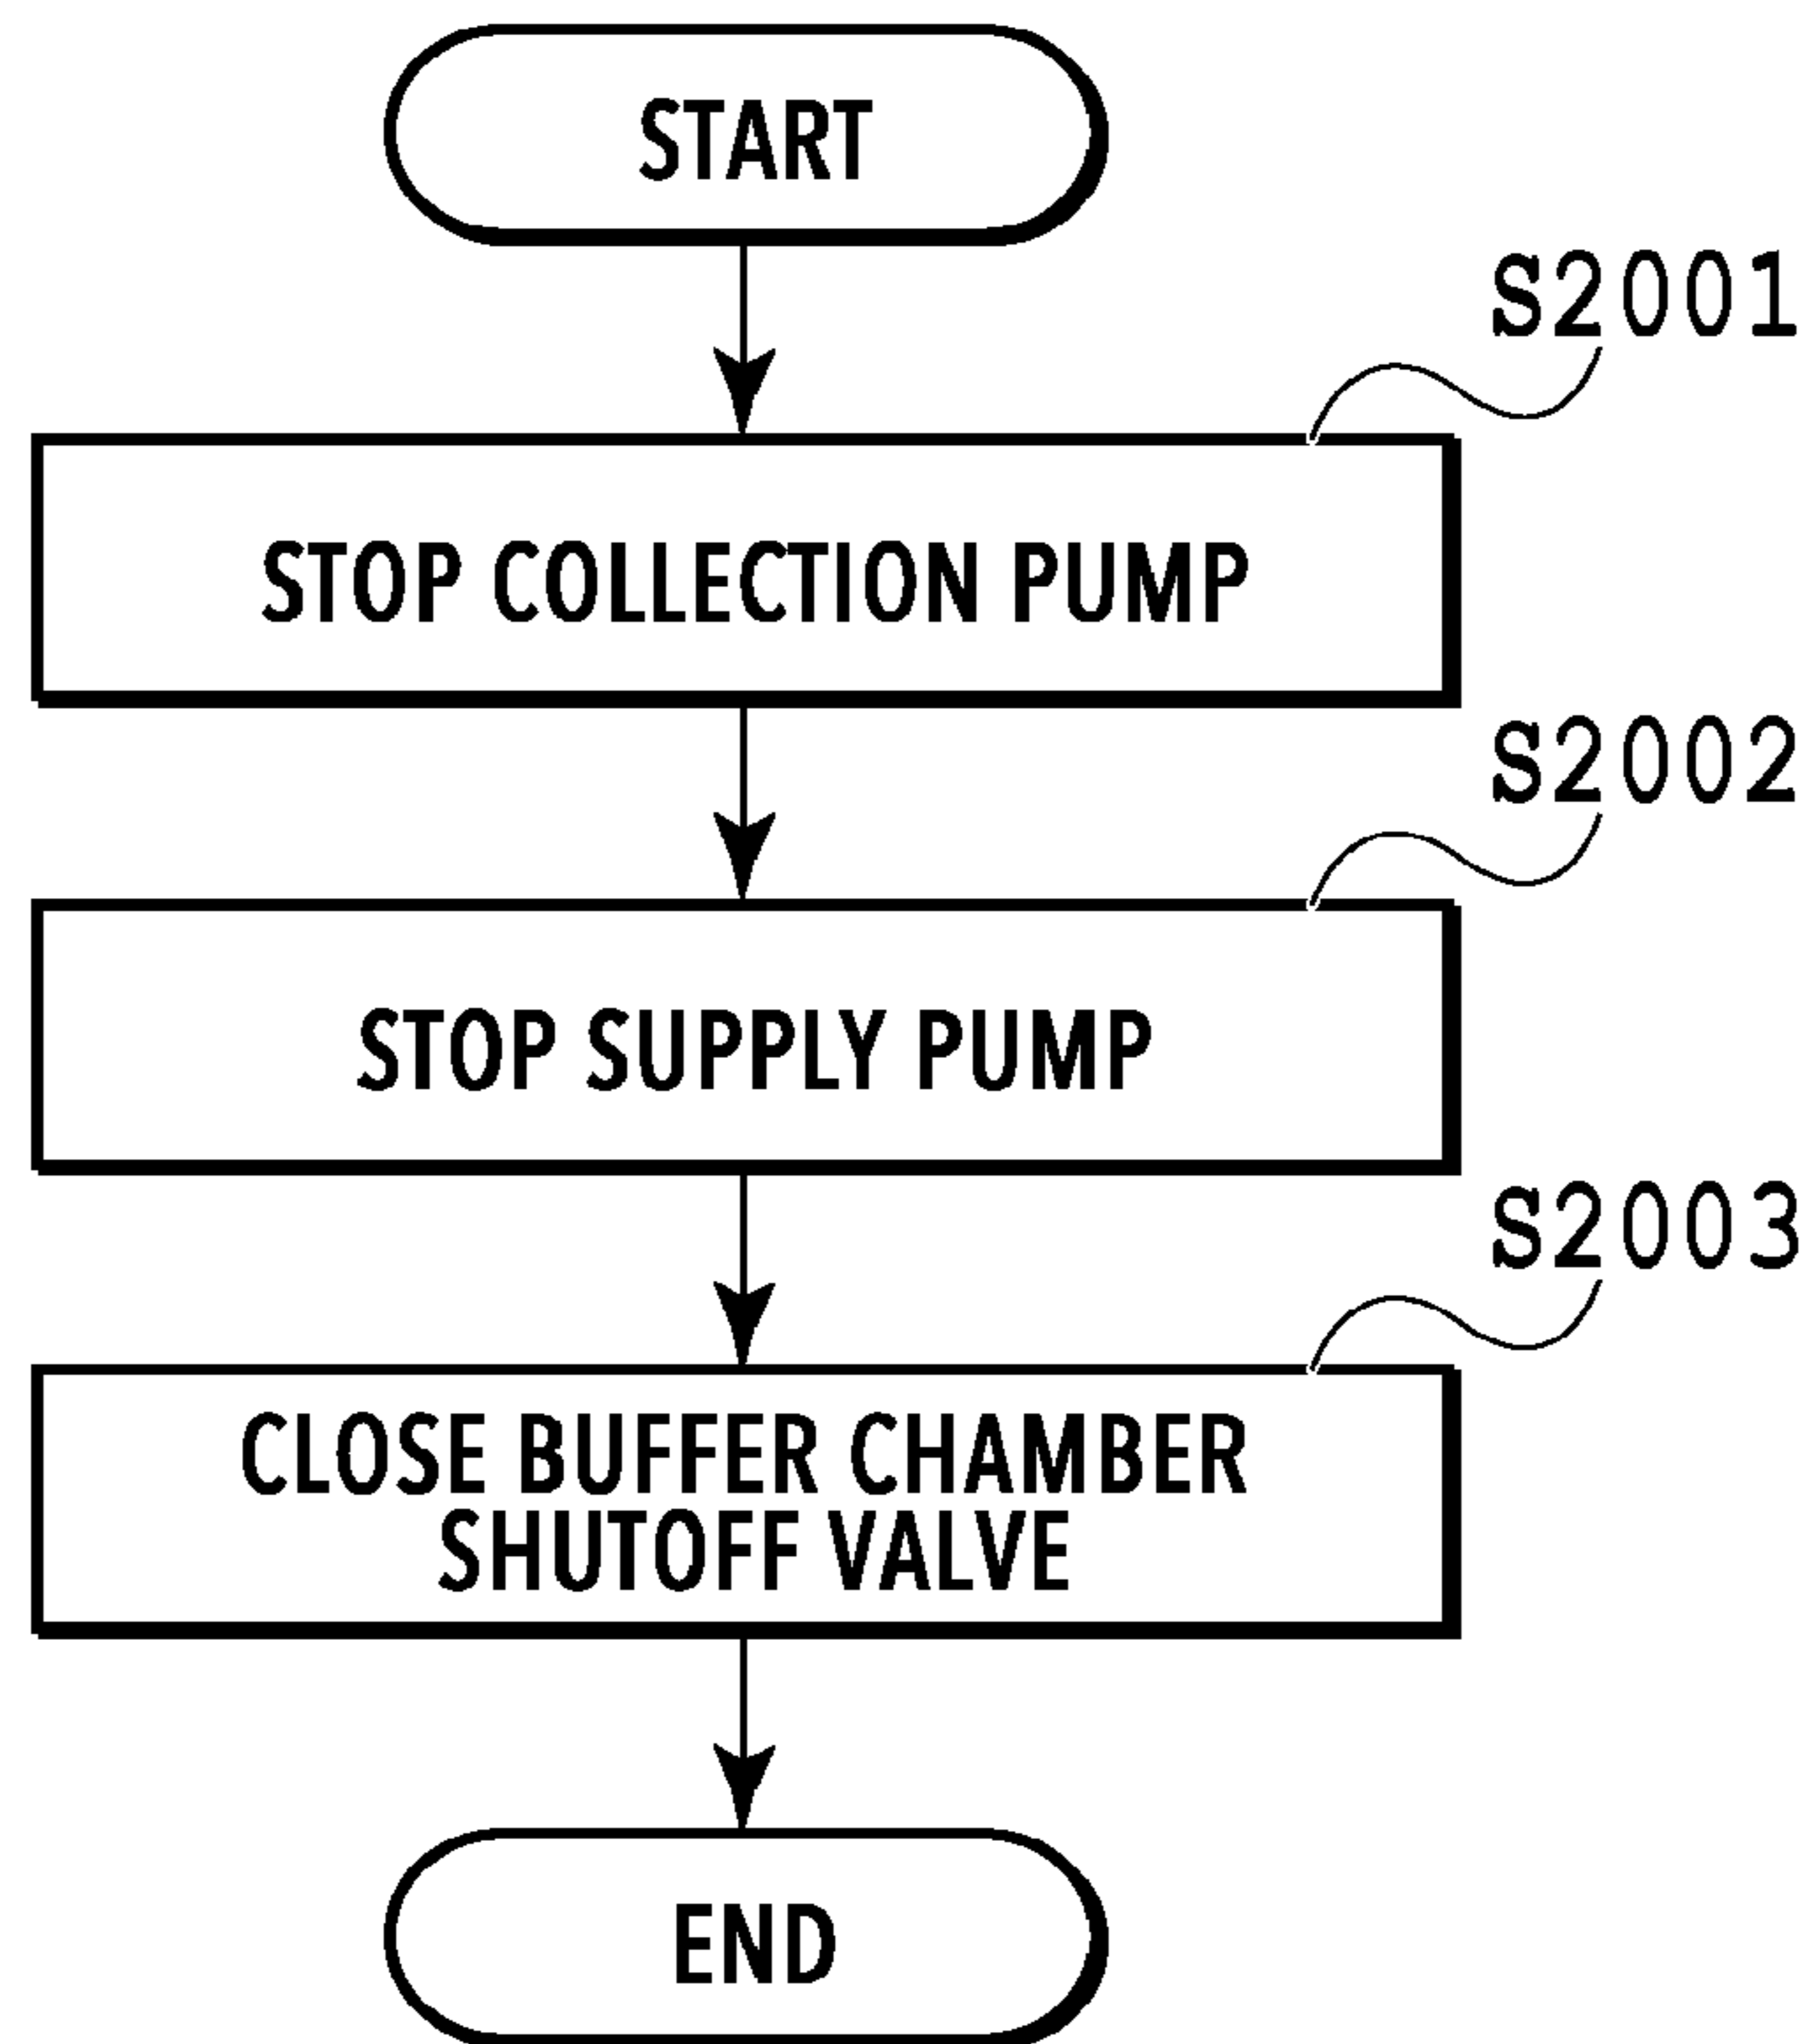 START
S2001
STOP COLLECTION PUMP
S2002
STOP SUPPLY PUMP
S2003
CLOSE BUFFER CHAMBER
SHUTOFF VALVE
END